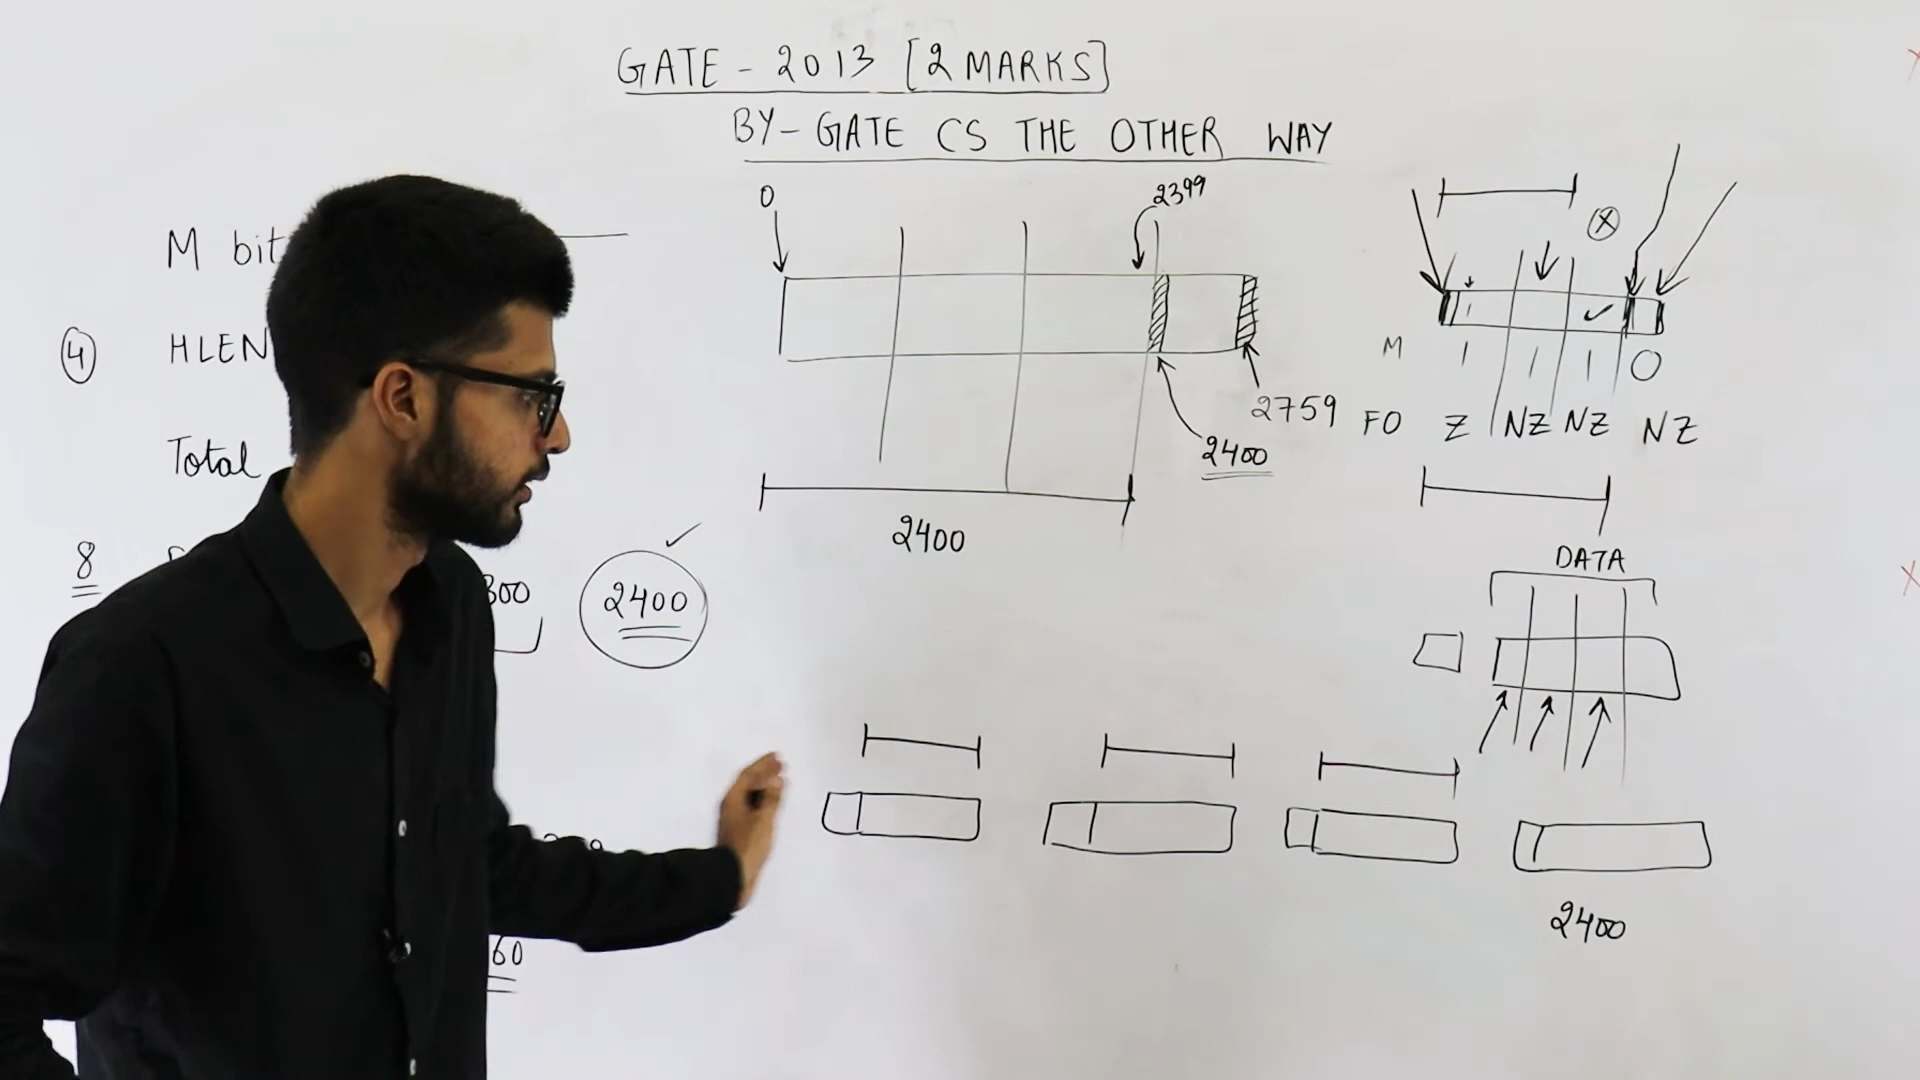 GATE - 2013 [2 MARKS]
BY - GATE CS THE OTHER WAY
M bit
4 HLEN
Total
8
300
2400
60
0
2399
2759
2400
2400
M 1 1 1 0
FO Z NZ NZ NZ
DATA
2400